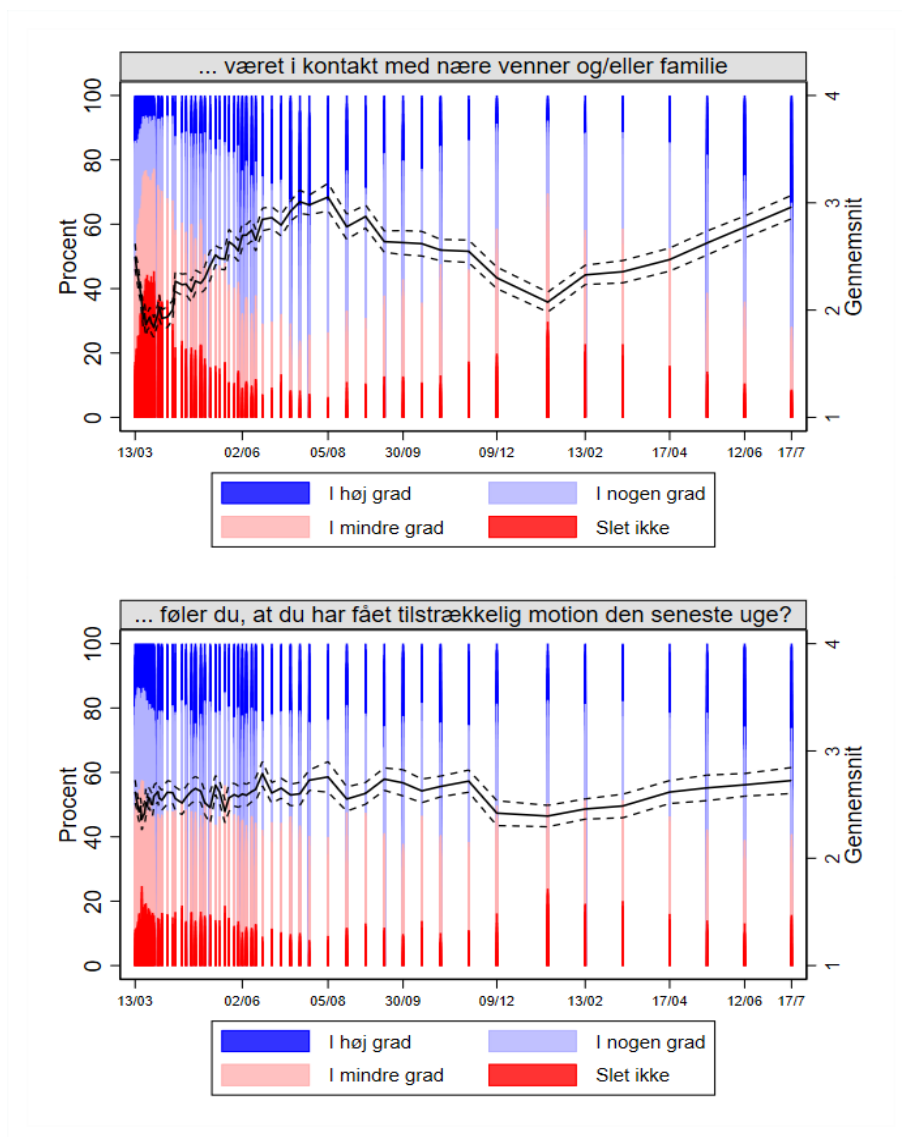 ... været i kontakt med nære venner og/eller familie
100
80
60
40
20
0
Procent
4
3
2
1
Gennemsnit
13/03 02/06 05/08 30/09 09/12 13/02 17/04 12/06 17/7
I høj grad I nogen grad
I mindre grad Slet ikke
... føler du, at du har fået tilstrækkelig motion den seneste uge?
100
80
60
40
20
0
Procent
4
3
2
1
Gennemsnit
13/03 02/06 05/08 30/09 09/12 13/02 17/04 12/06 17/7
I høj grad I nogen grad
I mindre grad Slet ikke